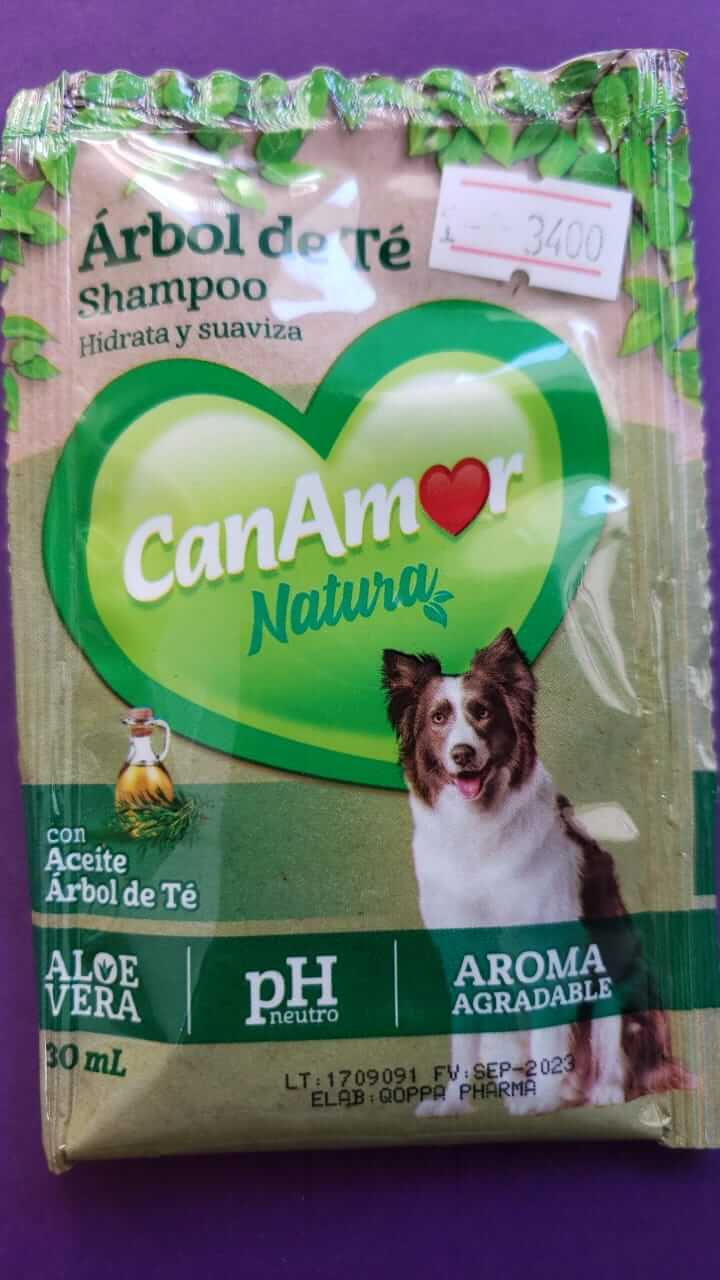 Árbol de Té
3400
Shampoo
Hidrata y suaviza
CanAmor
Natura
con
Aceite
Árbol de Té
ALOE
VERA
pH
neutro
AROMA
AGRADABLE
30 mL
LT:1709091 FV:SEP-2023
ELAB:QOPPA PHARMA